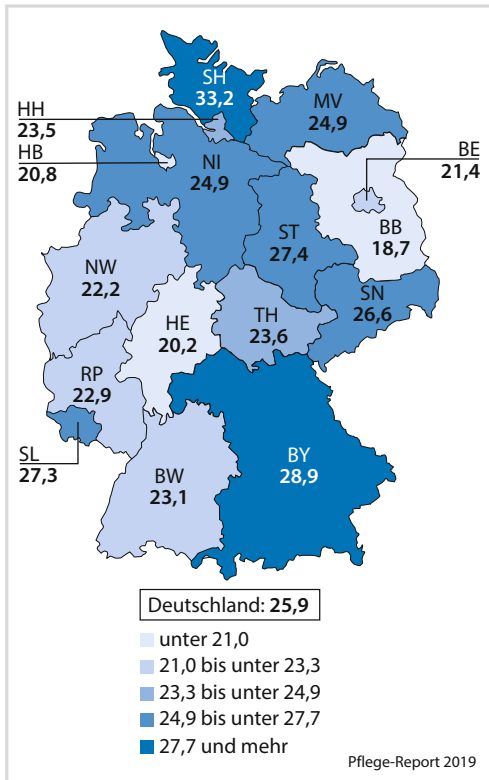 SH
33,2
MV
24,9
HH
23,5
HB
20,8
NI
24,9
BE
21,4
BB
18,7
ST
27,4
NW
22,2
SN
26,6
HE
20,2
TH
23,6
RP
22,9
SL
27,3
BW
23,1
BY
28,9
Deutschland: 25,9
unter 21,0
21,0 bis unter 23,3
23,3 bis unter 24,9
24,9 bis unter 27,7
27,7 und mehr
Pflege-Report 2019